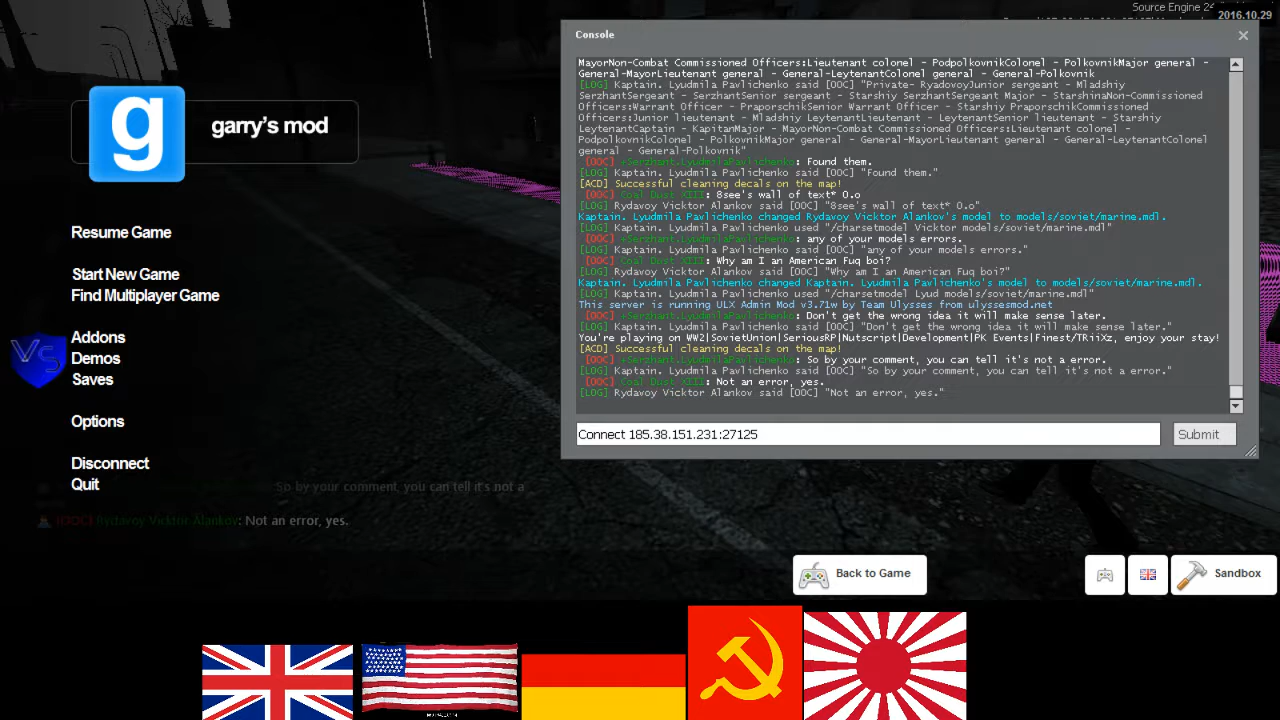 Source Engine 24
2016.10.29
Console
MayorNon-Combat Commissioned Officers:Lieutenant colonel - PodpolkovnikColonel - PolkovnikMajor general -
General-MayorLieutenant general - General-LeytenantColonel general - General-Polkovnik
[LOG] Kaptain. Lyudmila Pavlichenko said [OOC] "Private- RyadovoyJunior sergeant - Mladshiy
SerzhantSergeant - SerzhantSenior sergeant - Starshiy SerzhantSergeant Major - StarshinaNon-Commissioned
Officers:Warrant Officer - PraporschikSenior Warrant Officer - Starshiy PraporschikCommissioned
Officers:Junior lieutenant - Mladshiy LeytenantLieutenant - LeytenantSenior lieutenant - Starshiy
LeytenantCaptain - KapitanMajor - MayorNon-Combat Commissioned Officers:Lieutenant colonel -
PodpolkovnikColonel - PolkovnikMajor general - General-MayorLieutenant general - General-LeytenantColonel
general - General-Polkovnik"
[OOC] +Serzhant.LyudmilaPavlichenko: Found them.
[LOG] Kaptain. Lyudmila Pavlichenko said [OOC] "Found them."
[ACD] Successful cleaning decals on the map!
[OOC] Coal Dust XIII: 8see's wall of text* 0.o
[LOG] Rydavoy Vicktor Alankov said [OOC] "8see's wall of text* 0.o"
Kaptain. Lyudmila Pavlichenko changed Rydavoy Vicktor Alankov's model to models/soviet/marine.mdl.
[LOG] Kaptain. Lyudmila Pavlichenko used "/charsetmodel Vicktor models/soviet/marine.mdl"
[OOC] +Serzhant.LyudmilaPavlichenko: any of your models errors.
[LOG] Kaptain. Lyudmila Pavlichenko said [OOC] "any of your models errors."
[OOC] Coal Dust XIII: Why am I an American Fuq boi?
[LOG] Rydavoy Vicktor Alankov said [OOC] "Why am I an American Fuq boi?"
Kaptain. Lyudmila Pavlichenko changed Kaptain. Lyudmila Pavlichenko's model to models/soviet/marine.mdl.
[LOG] Kaptain. Lyudmila Pavlichenko used "/charsetmodel Lyud models/soviet/marine.mdl"
This server is running ULX Admin Mod v3.71w by Team Ulysses from ulyssesmod.net
[OOC] +Serzhant.LyudmilaPavlichenko: Don't get the wrong idea it will make sense later.
[LOG] Kaptain. Lyudmila Pavlichenko said [OOC] "Don't get the wrong idea it will make sense later."
You're playing on WW2|SovietUnion|SeriousRP|Nutscript|Development|PK Events|Finest/TRiiXz, enjoy your stay!
[ACD] Successful cleaning decals on the map!
[OOC] +Serzhant.LyudmilaPavlichenko: So by your comment, you can tell it's not a error.
[LOG] Kaptain. Lyudmila Pavlichenko said [OOC] "So by your comment, you can tell it's not a error."
[OOC] Coal Dust XIII: Not an error, yes.
[LOG] Rydavoy Vicktor Alankov said [OOC] "Not an error, yes."
Connect 185.38.151.231:27125
Submit
g
garry's mod
Resume Game
Start New Game
Find Multiplayer Game
Addons
Demos
Saves
VS
Options
Disconnect
Quit
So by your comment, you can tell it's not a
[OOC] Rydavoy Vicktor Alankov: Not an error, yes.
Back to Game
Sandbox